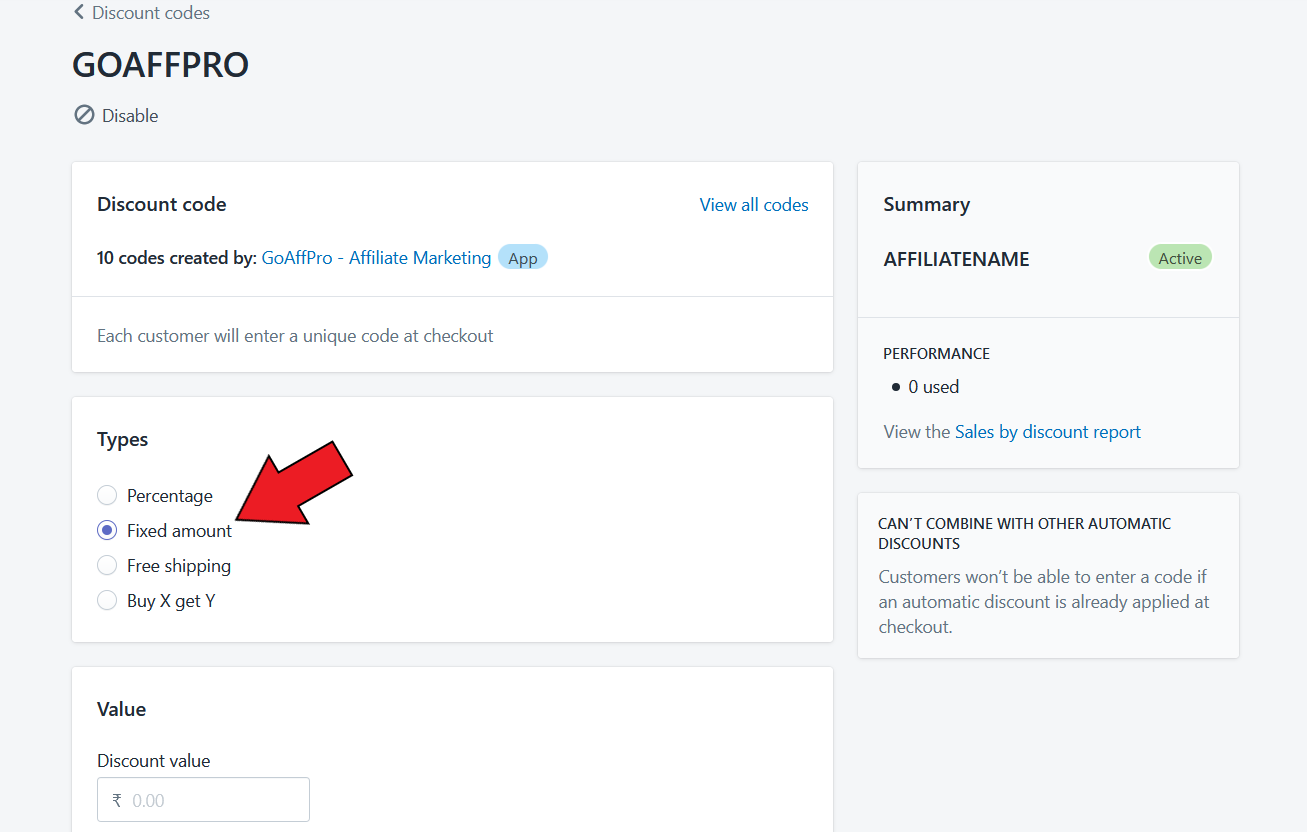 Discount codes
GOAFFPRO
Disable
Discount code
View all codes
10 codes created by: GoAffPro - Affiliate Marketing App
Each customer will enter a unique code at checkout
Types
Percentage
Fixed amount
Free shipping
Buy X get Y
Value
Discount value
₹ 0.00
Summary
AFFILIATENAME Active
PERFORMANCE
• 0 used
View the Sales by discount report
CAN’T COMBINE WITH OTHER AUTOMATIC
DISCOUNTS
Customers won’t be able to enter a code if
an automatic discount is already applied at
checkout.